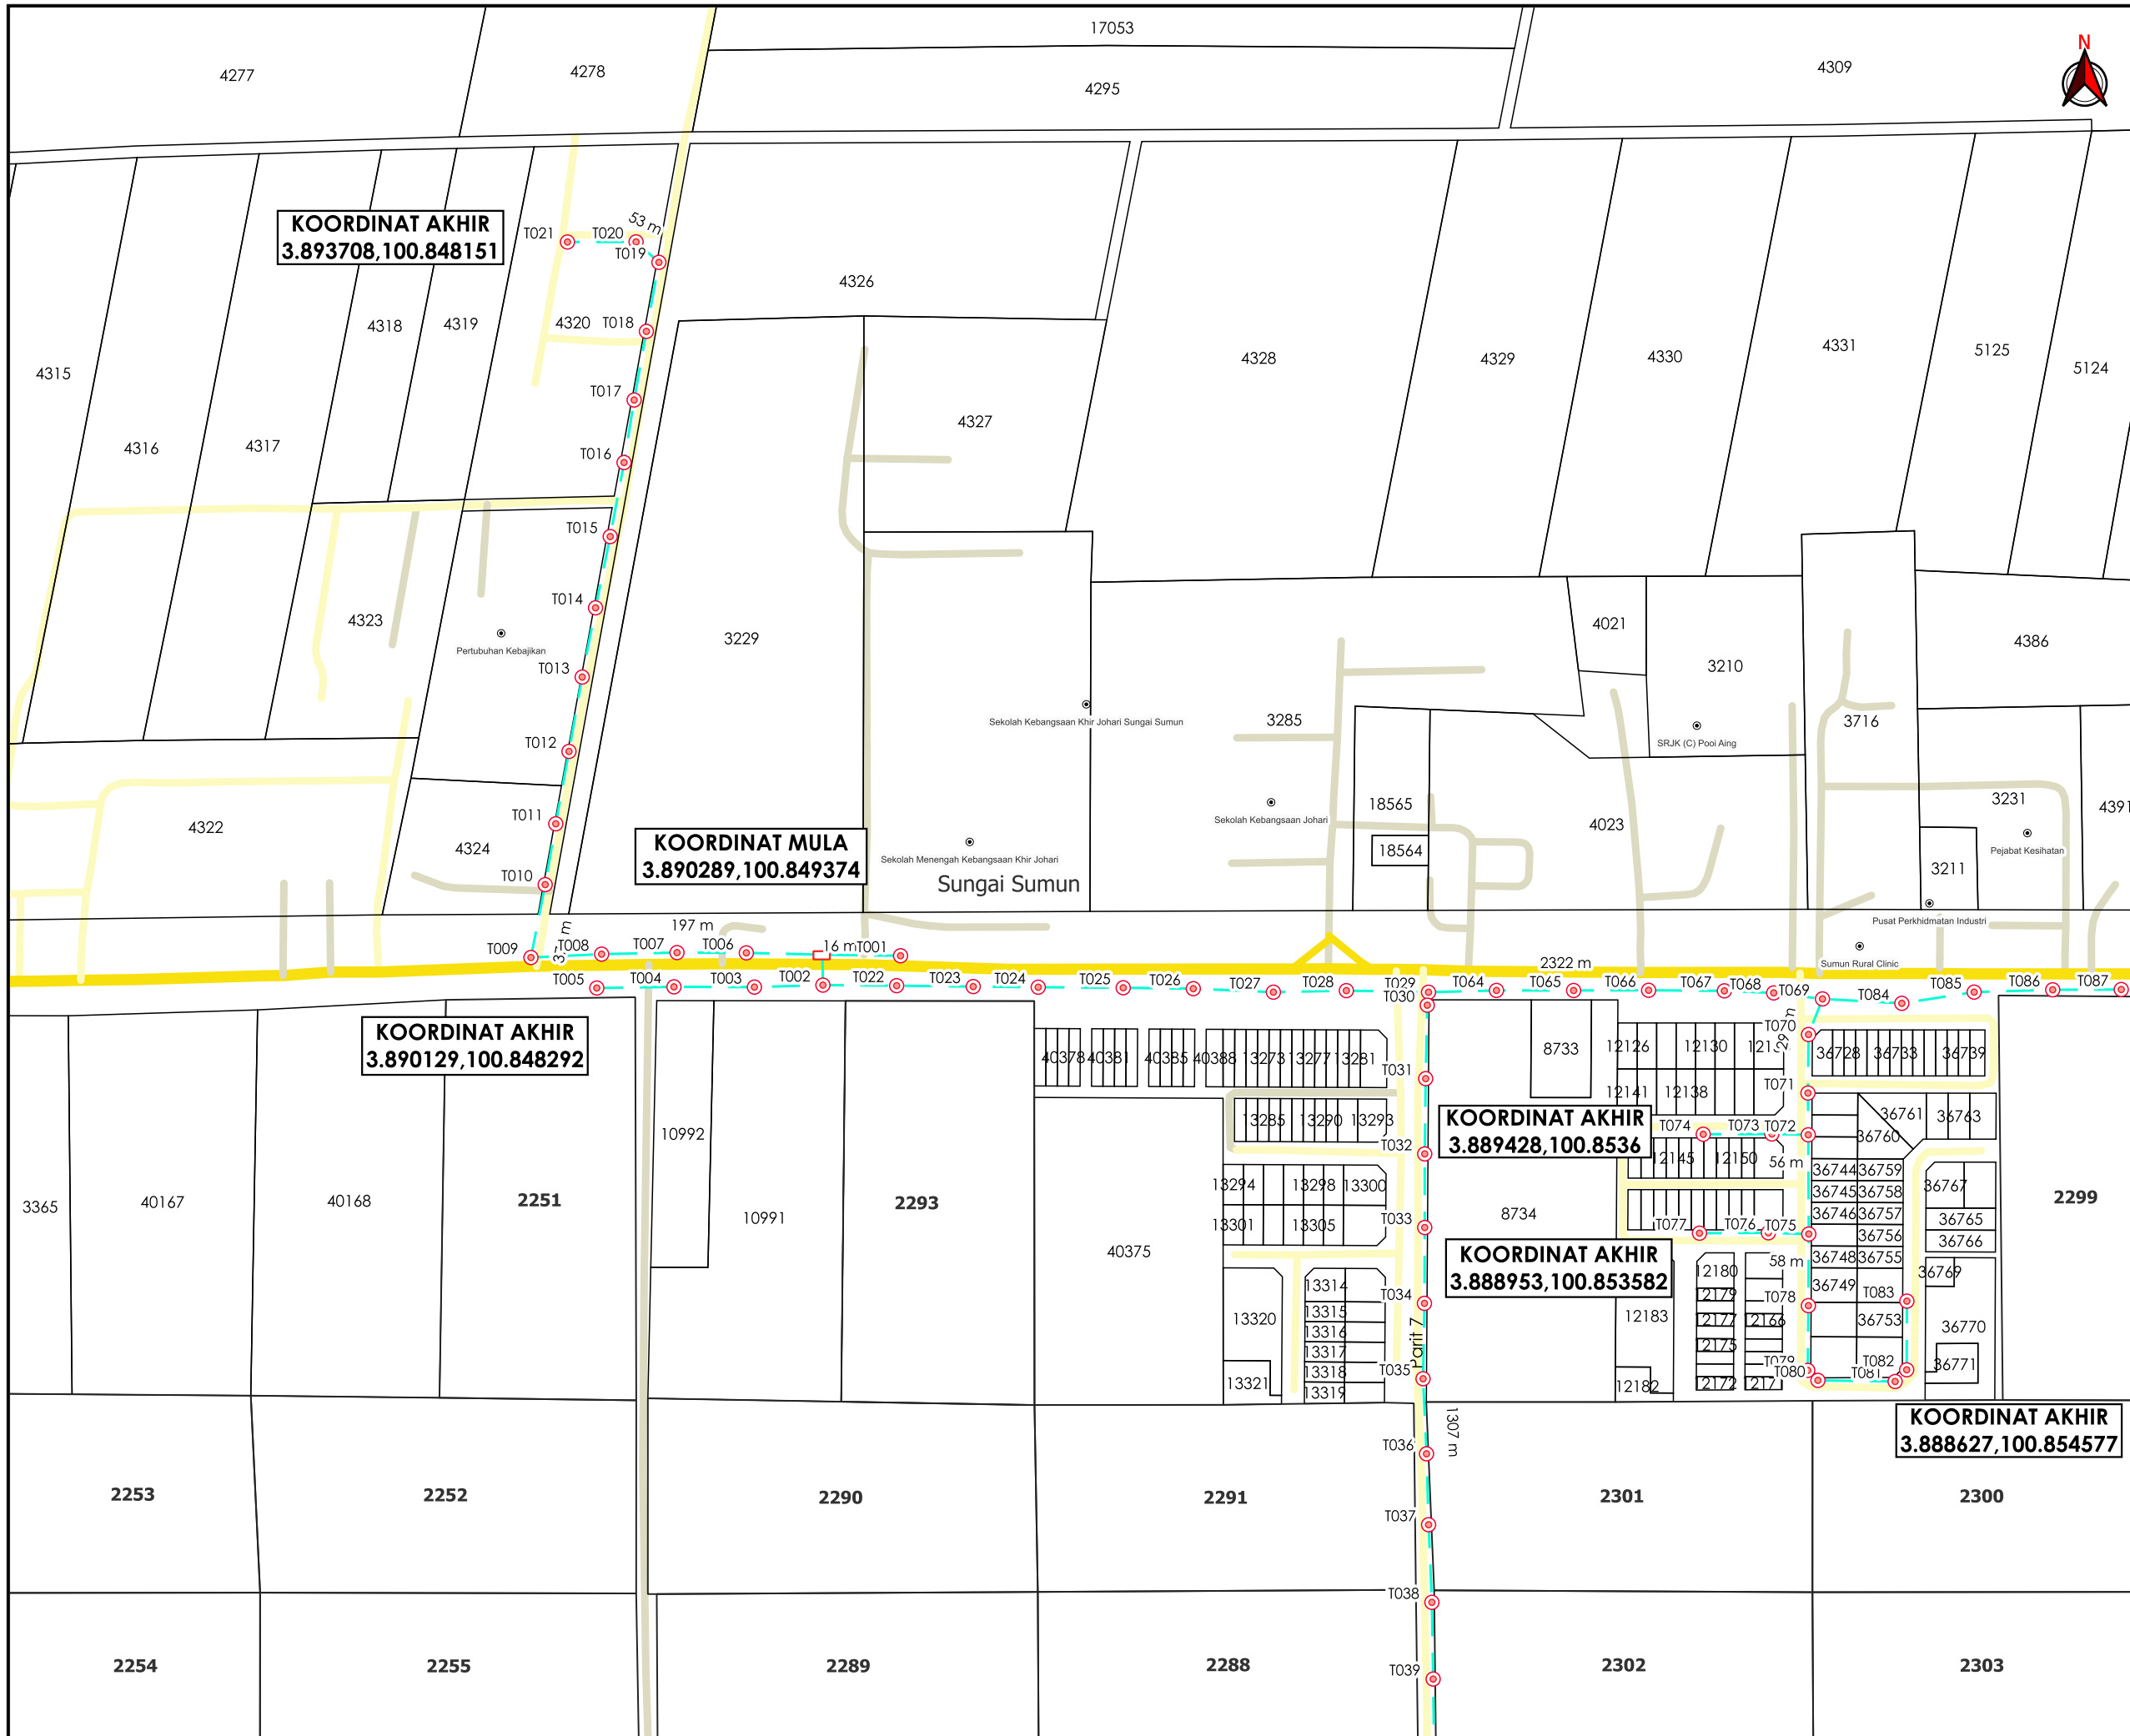 17053
4277
4278
4295
4309
N
KOORDINAT AKHIR
3.893708,100.848151
53 m
T021
T020
T019
4326
4318
4319
4320
T018
4315
4316
4317
T017
4328
4329
4330
4331
5125
5124
4327
T016
T015
T014
4323
Pertubuhan Kebajikan
3229
T013
4021
3210
4386
Sekolah Kebangsaan Khir Johari Sungai Sumun
3285
SRJK (C) Pooi Aing
3716
T012
18565
Sekolah Kebangsaan Johari
4023
3231
4391
4322
T011
4324
KOORDINAT MULA
3.890289,100.849374
Sekolah Menengah Kebangsaan Khir Johari
18564
Pejabat Kesihatan
3211
T010
Sungai Sumun
197 m
Pusat Perkhidmatan Industri
T009
T008
T007
T006
16 m
T001
2322 m
Sumun Rural Clinic
T005
T004
T003
T002
T022
T023
T024
T025
T026
T027
T028
T029
T030
T064
T065
T066
T067
T068
T069
T084
T085
T086
T087
KOORDINAT AKHIR
3.890129,100.848292
40378
40381
40385
40388
13273
13277
13281
T031
8733
12126
12130
T070
36728
36733
36739
12141
12138
T071
10992
13285
13290
13293
T032
KOORDINAT AKHIR
3.889428,100.8536
T074
T073
T072
36761
36763
36760
12145
12150
56 m
36744
36759
3365
40167
40168
2251
10991
2293
40375
13294
13298
13300
36745
36758
36767
2299
13301
13305
T033
8734
T077
T076
T075
36746
36757
36765
36756
36766
KOORDINAT AKHIR
3.888953,100.853582
58 m
36748
36755
12180
36749
36769
13314
T034
12179
T078
T083
13320
13315
12183
12177
12166
36753
36770
13316
Parit 7
12175
13317
T079
36771
13321
13318
T035
T080
T081
T082
13319
12182
12172
1307 m
KOORDINAT AKHIR
3.888627,100.854577
T036
2253
2252
2290
2291
2301
2300
T037
T038
2254
2255
2289
2288
T039
2302
2303